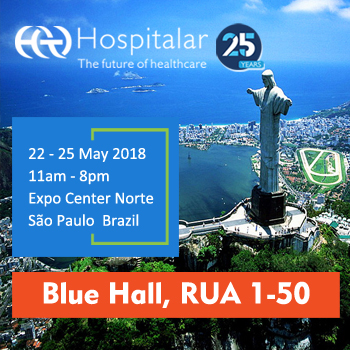 Hospitalar
The future of healthcare
25
YEARS
22 - 25 May 2018
11am - 8pm
Expo Center Norte
São Paulo Brazil
Blue Hall, RUA 1-50